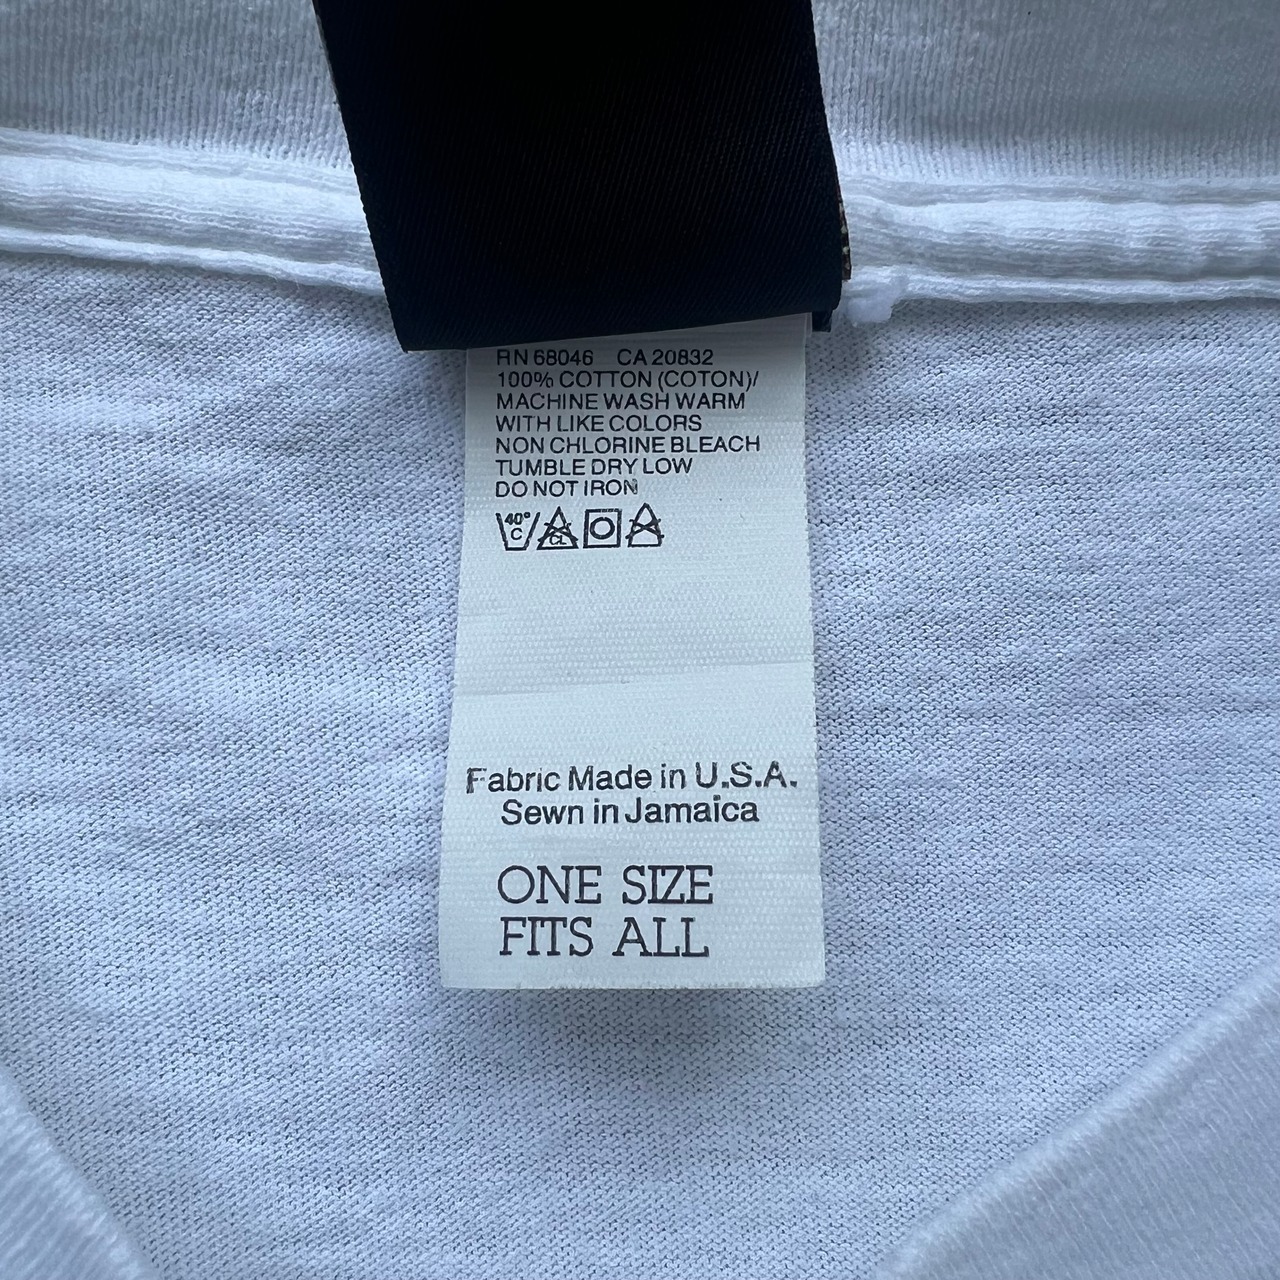 RN 68046 CA 20832
100% COTTON (COTON)/
MACHINE WASH WARM
WITH LIKE COLORS
NON CHLORINE BLEACH
TUMBLE DRY LOW
DO NOT IRON
40°
C
CL
Fabric Made in U.S.A.
Sewn in Jamaica
ONE SIZE
FITS ALL